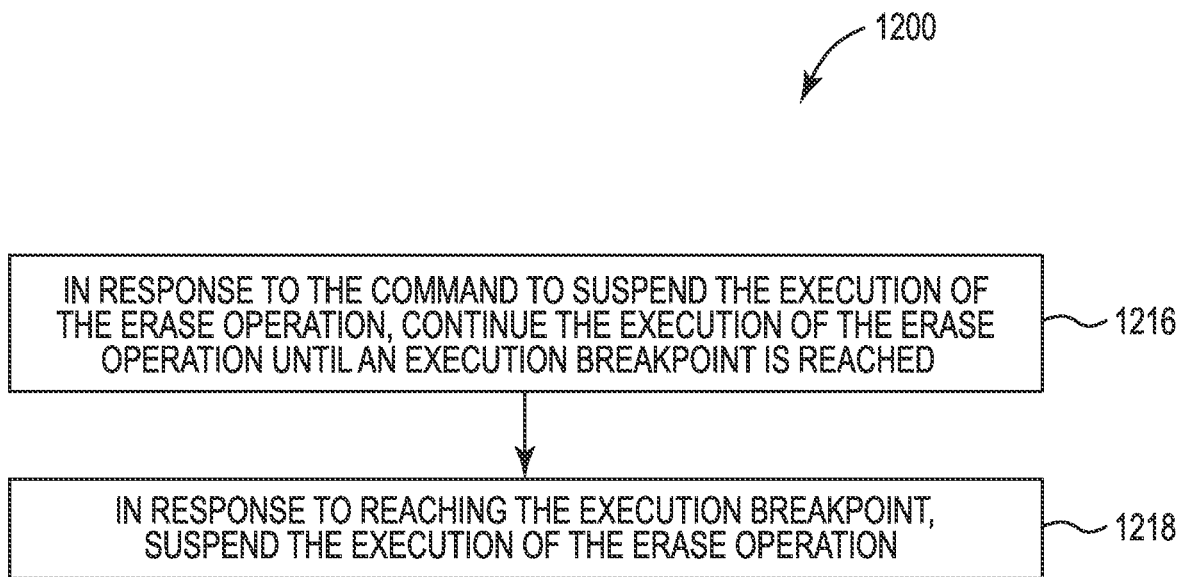 1200
IN RESPONSE TO THE COMMAND TO SUSPEND THE EXECUTION OF
THE ERASE OPERATION, CONTINUE THE EXECUTION OF THE ERASE
OPERATION UNTIL AN EXECUTION BREAKPOINT IS REACHED
1216
IN RESPONSE TO REACHING THE EXECUTION BREAKPOINT,
SUSPEND THE EXECUTION OF THE ERASE OPERATION
1218